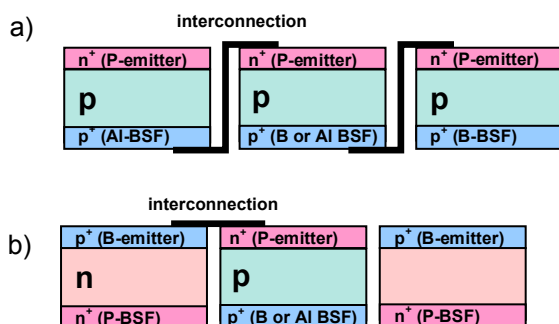 a)
interconnection
n⁺ (P-emitter) n⁺ (P-emitter) n⁺ (P-emitter)
p p p
p⁺ (Al-BSF) p⁺ (B or Al BSF) p⁺ (B-BSF)
interconnection
b)
p⁺ (B-emitter) n⁺ (P-emitter) p⁺ (B-emitter)
n p
n⁺ (P-BSF) p⁺ (B or Al BSF) n⁺ (P-BSF)